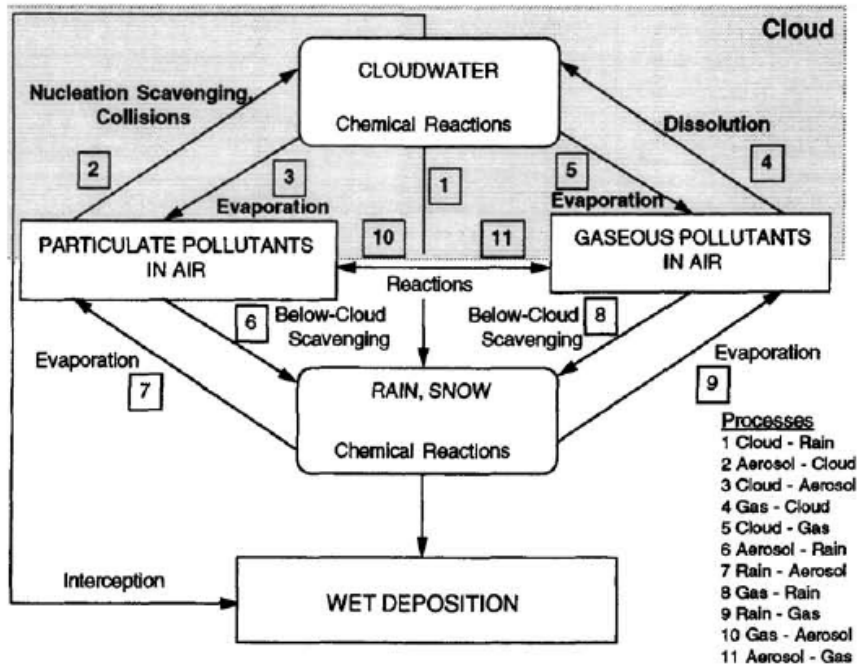 Cloud
CLOUDWATER
Chemical Reactions
Nucleation Scavenging,
Collisions
Dissolution
2
3
1
5
4
Evaporation
Evaporation
PARTICULATE POLLUTANTS
IN AIR
10
11
GASEOUS POLLUTANTS
IN AIR
Reactions
6
Below-Cloud
Scavenging
Below-Cloud
Scavenging
8
Evaporation
7
Evaporation
9
RAIN, SNOW
Chemical Reactions
Processes
1 Cloud - Rain
2 Aerosol - Cloud
3 Cloud - Aerosol
4 Gas - Cloud
5 Cloud - Gas
6 Aerosol - Rain
7 Rain - Aerosol
8 Gas - Rain
9 Rain - Gas
10 Gas - Aerosol
11 Aerosol - Gas
Interception
WET DEPOSITION